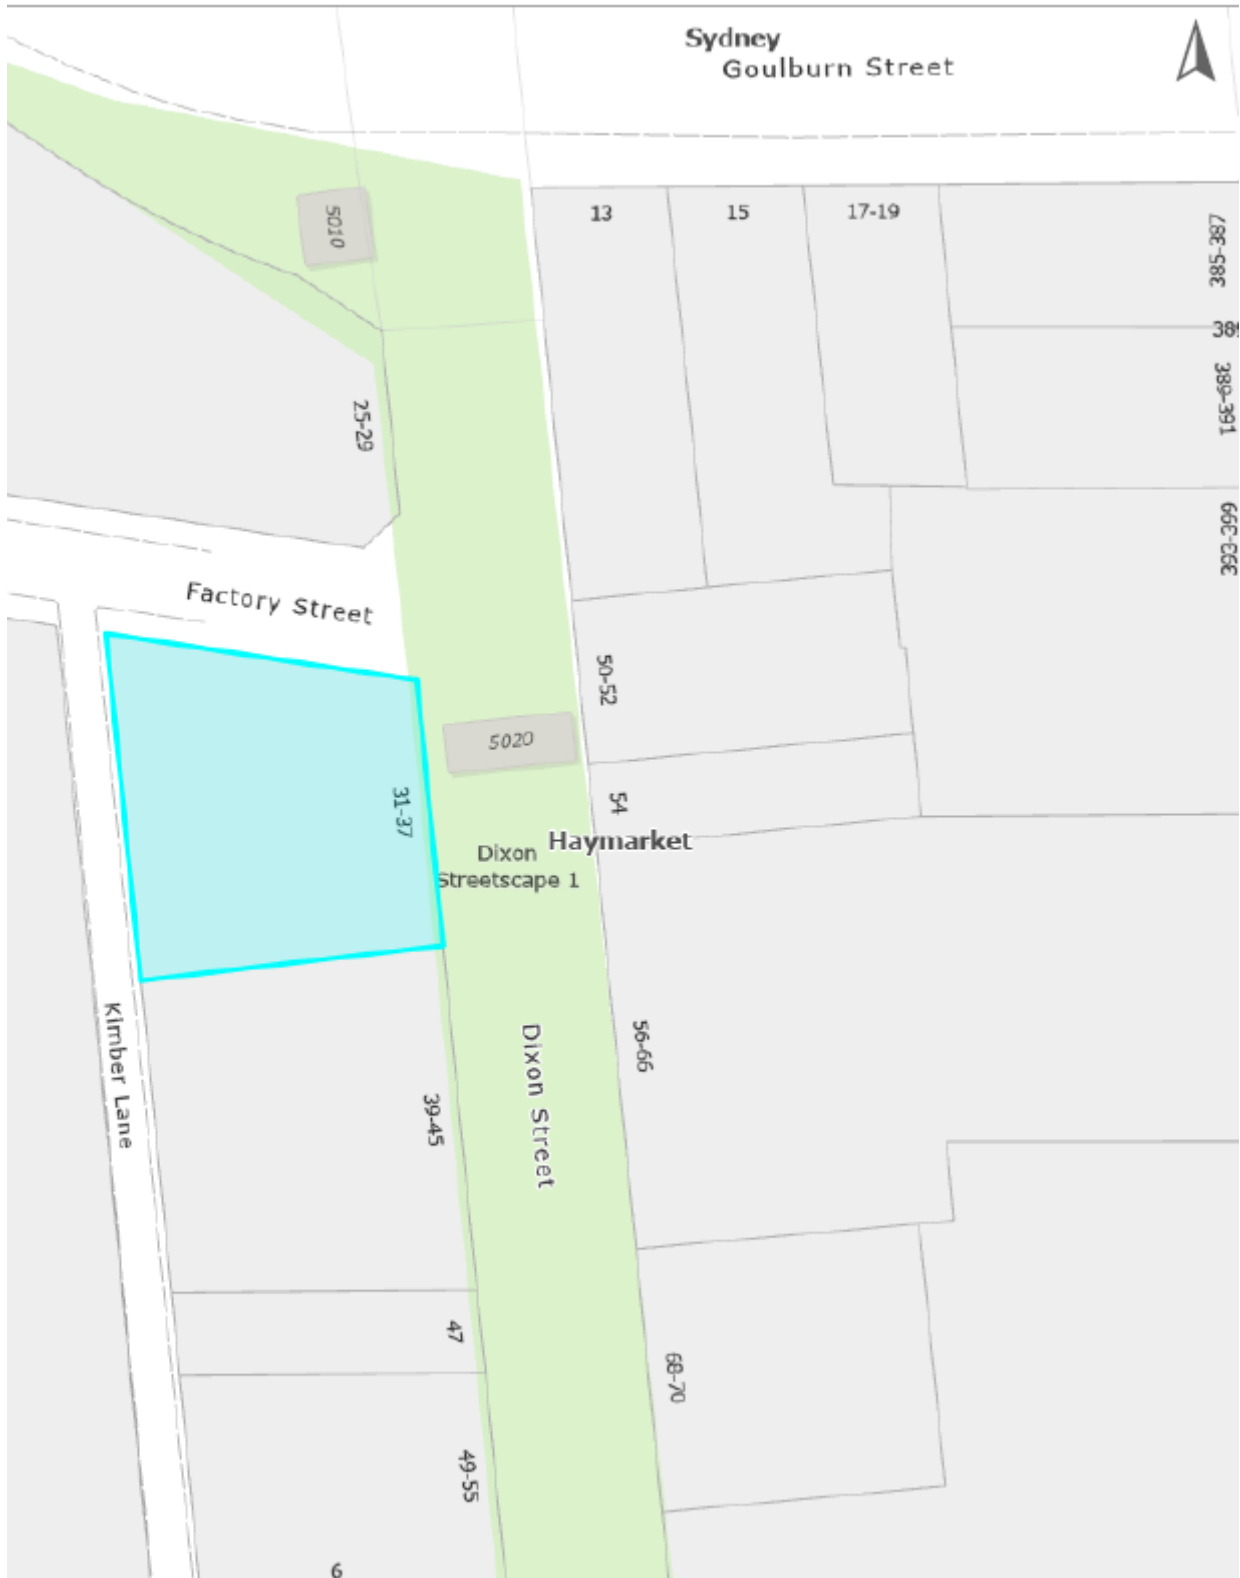 Sydney
Goulburn Street
5010
13
15
17-19
385-387
389-391
25-29
393-399
Factory Street
50-52
5020
31-37
54
Haymarket
Dixon
Streetscape 1
Kimber Lane
Dixon Street
56-66
39-45
47
68-70
49-55
6